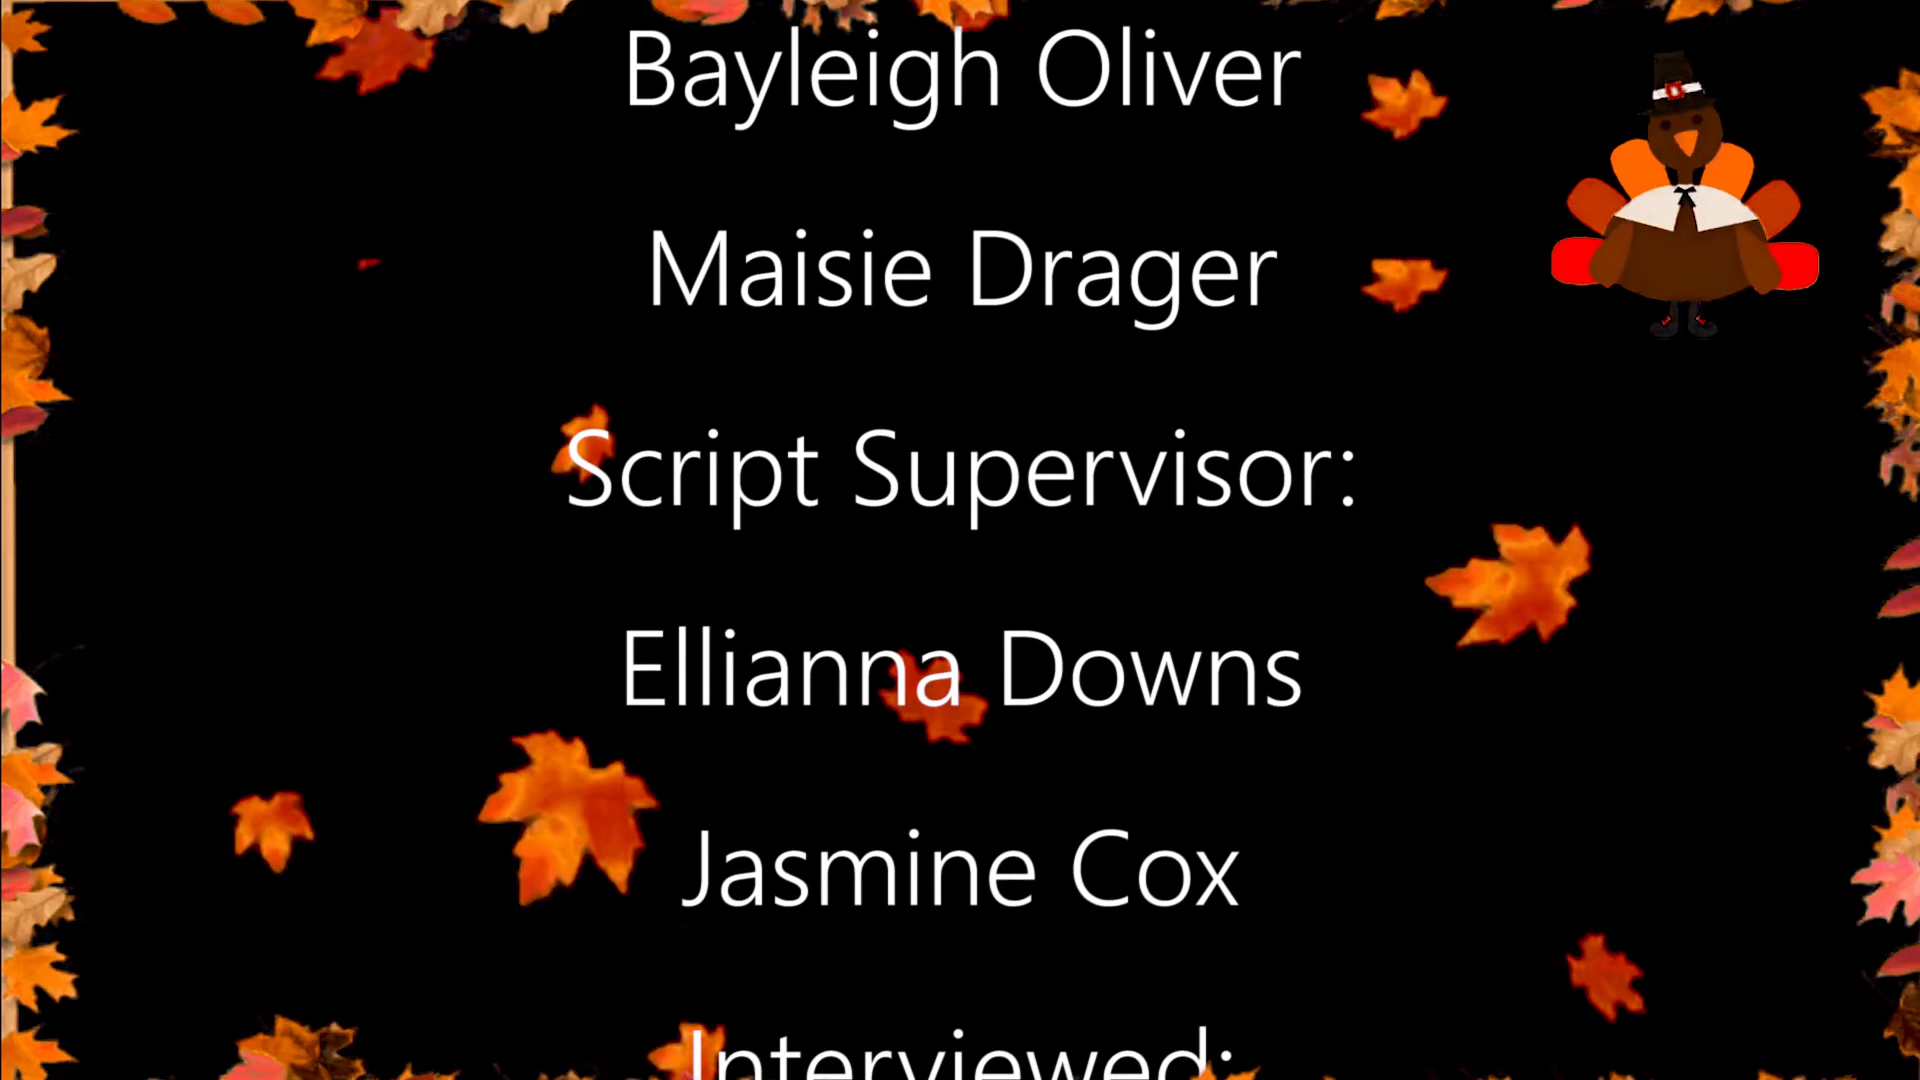 Bayleigh Oliver
Maisie Drager
Script Supervisor:
Ellianna Downs
Jasmine Cox
Interviewed: